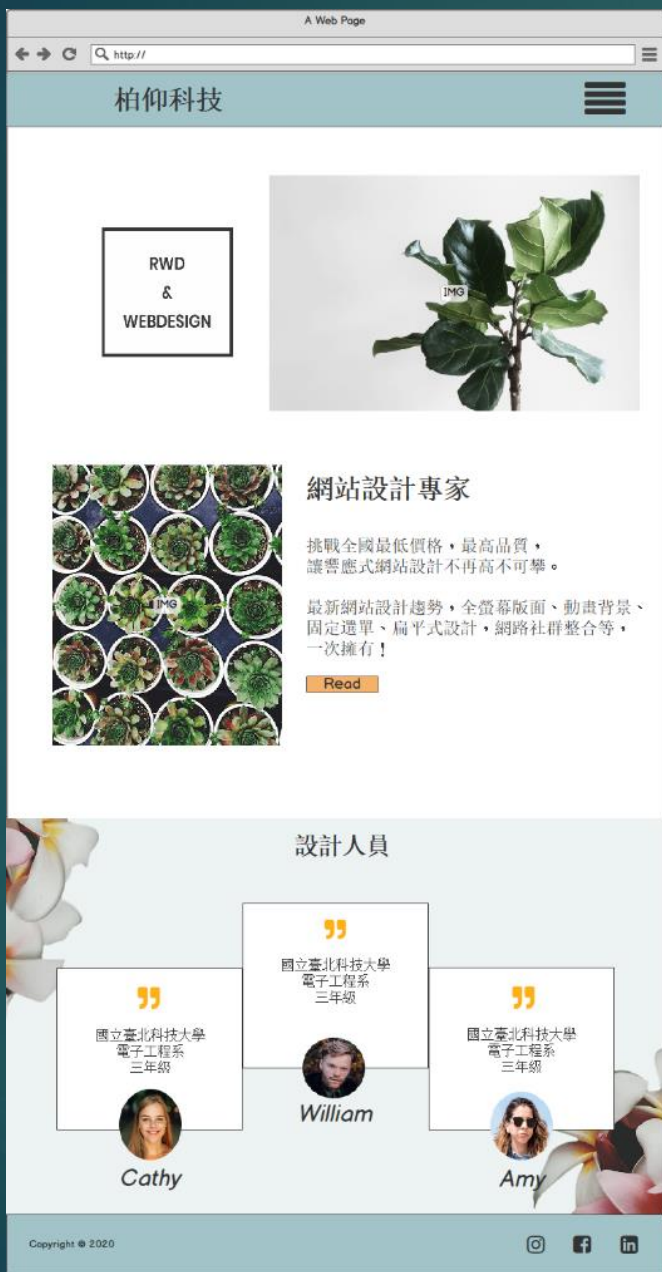 A Web Page
http://
柏仰科技
RWD
&
WEBDESIGN
IMG
IMG
網站設計專家
挑戰全國最低價格，最高品質，
讓響應式網站設計不再高不可攀。
最新網站設計趨勢，全螢幕版面、動畫背景、
固定選單、扁平式設計，網路社群整合等，
一次擁有！
Read
設計人員
國立臺北科技大學
電子工程系
三年級
Cathy
國立臺北科技大學
電子工程系
三年級
William
國立臺北科技大學
電子工程系
三年級
Amy
Copyright © 2020